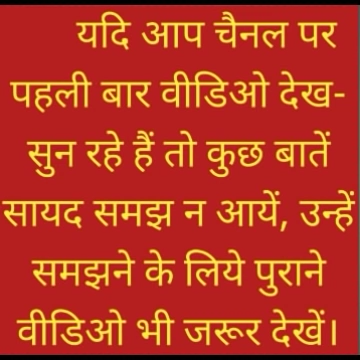 यदि आप चैनल पर
पहली बार वीडिओ देख-
सुन रहे हैं तो कुछ बातें
सायद समझ न आयें, उन्हें
समझने के लिये पुराने
वीडिओ भी जरूर देखें।